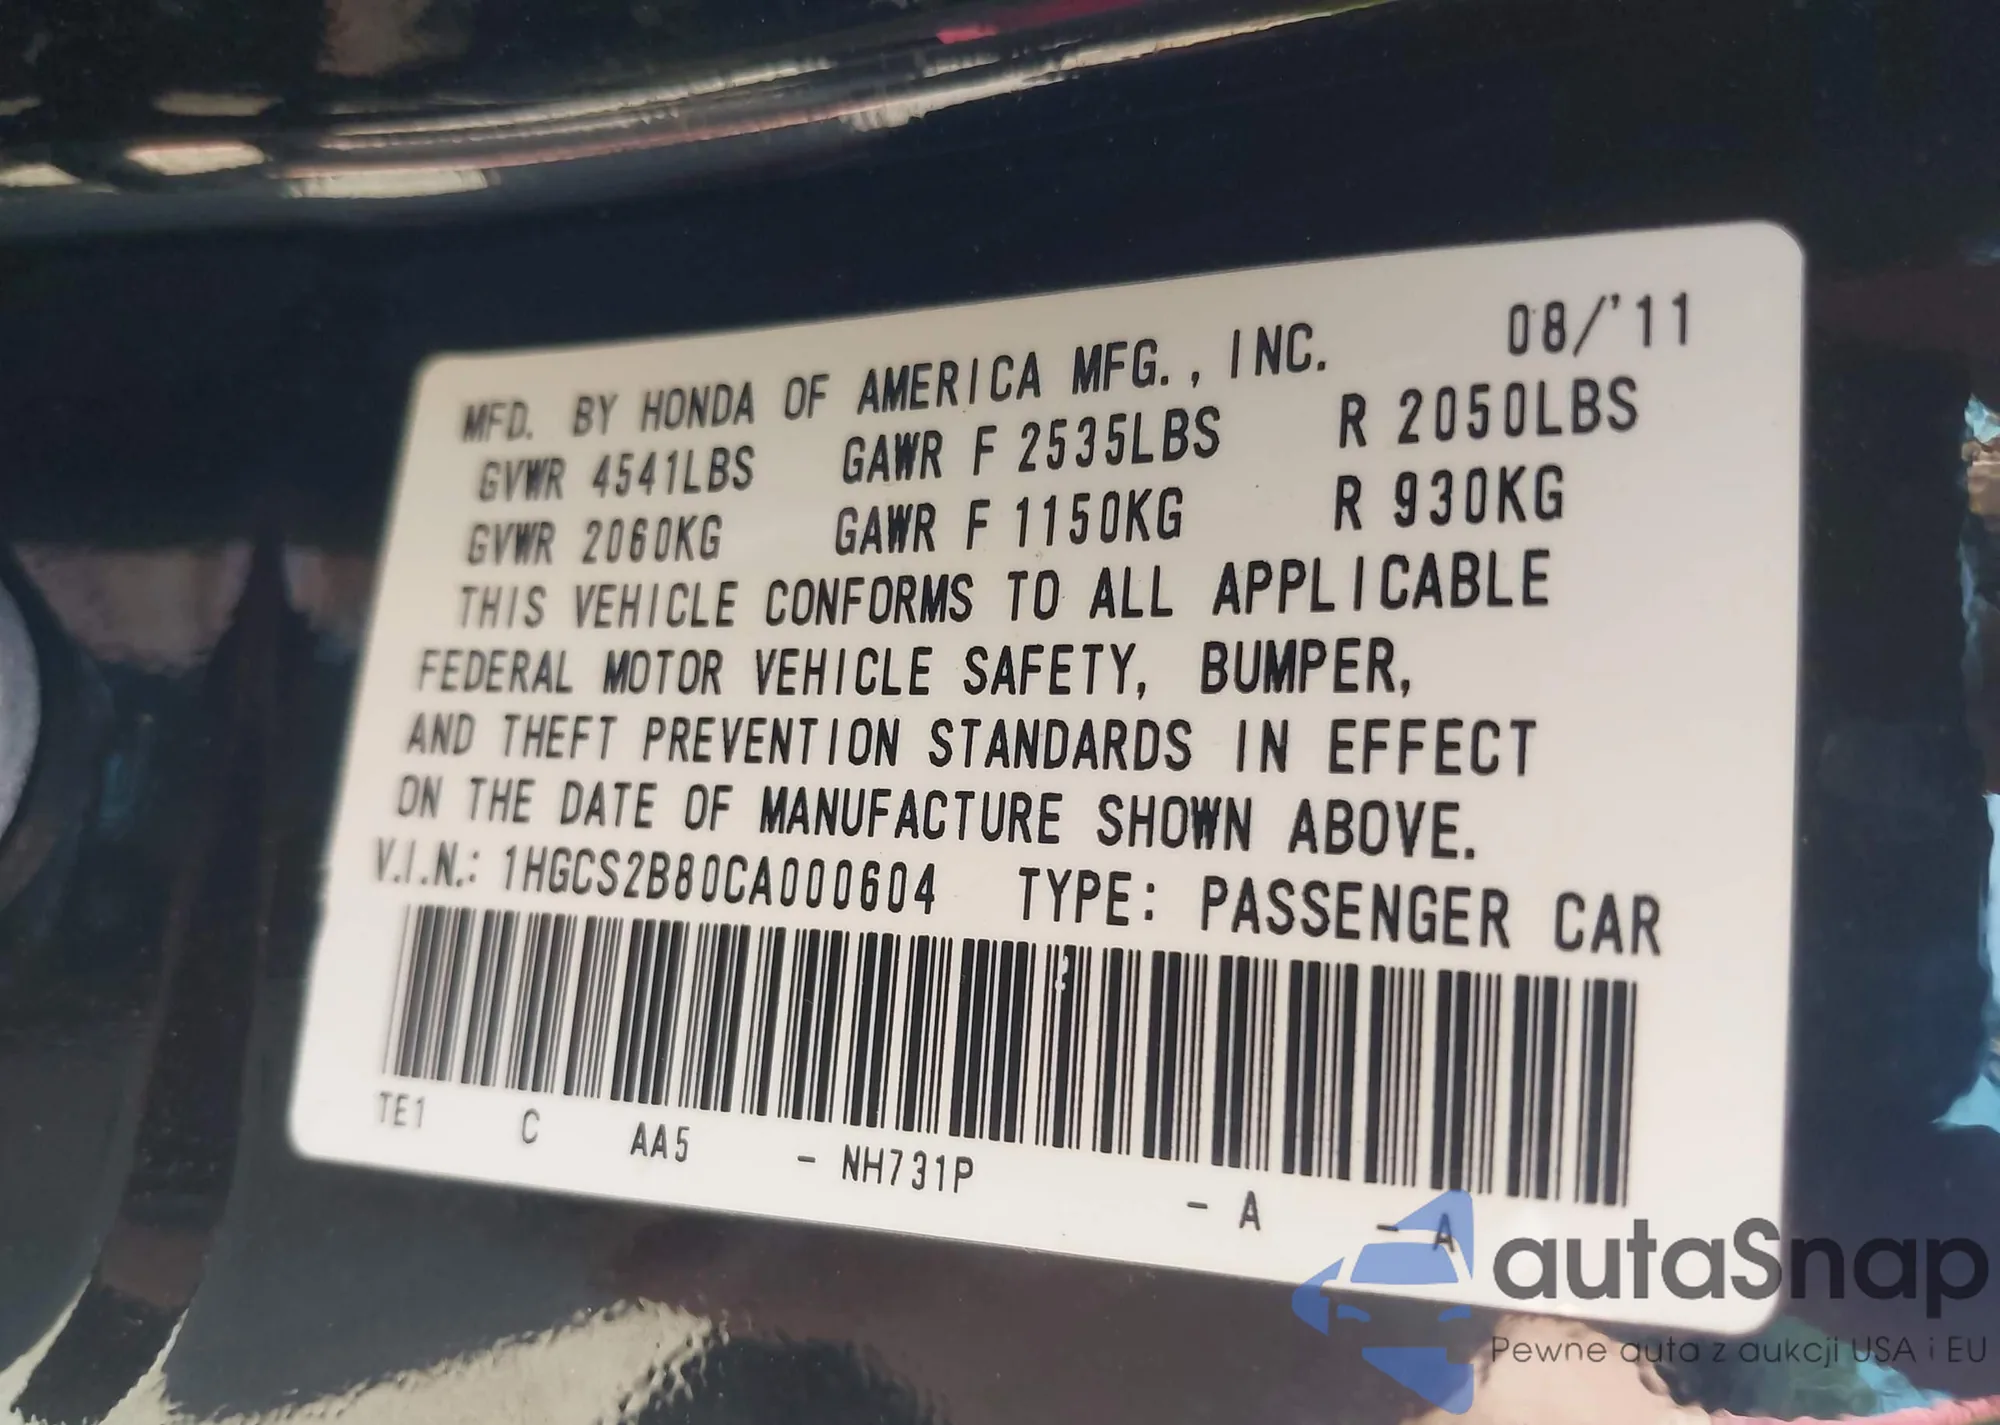 08/'11
MFD. BY HONDA OF AMERICA MFG., INC.
GVWR 4541LBS GAWR F 2535LBS R 2050LBS
GVWR 2060KG GAWR F 1150KG R 930KG
THIS VEHICLE CONFORMS TO ALL APPLICABLE
FEDERAL MOTOR VEHICLE SAFETY, BUMPER,
AND THEFT PREVENTION STANDARDS IN EFFECT
ON THE DATE OF MANUFACTURE SHOWN ABOVE.
V.I.N.: 1HGCS2B80CA000604 TYPE: PASSENGER CAR
TE1 C AA5 - NH731P - A - A
autaSnap
Pewne auta z aukcji USA i EU